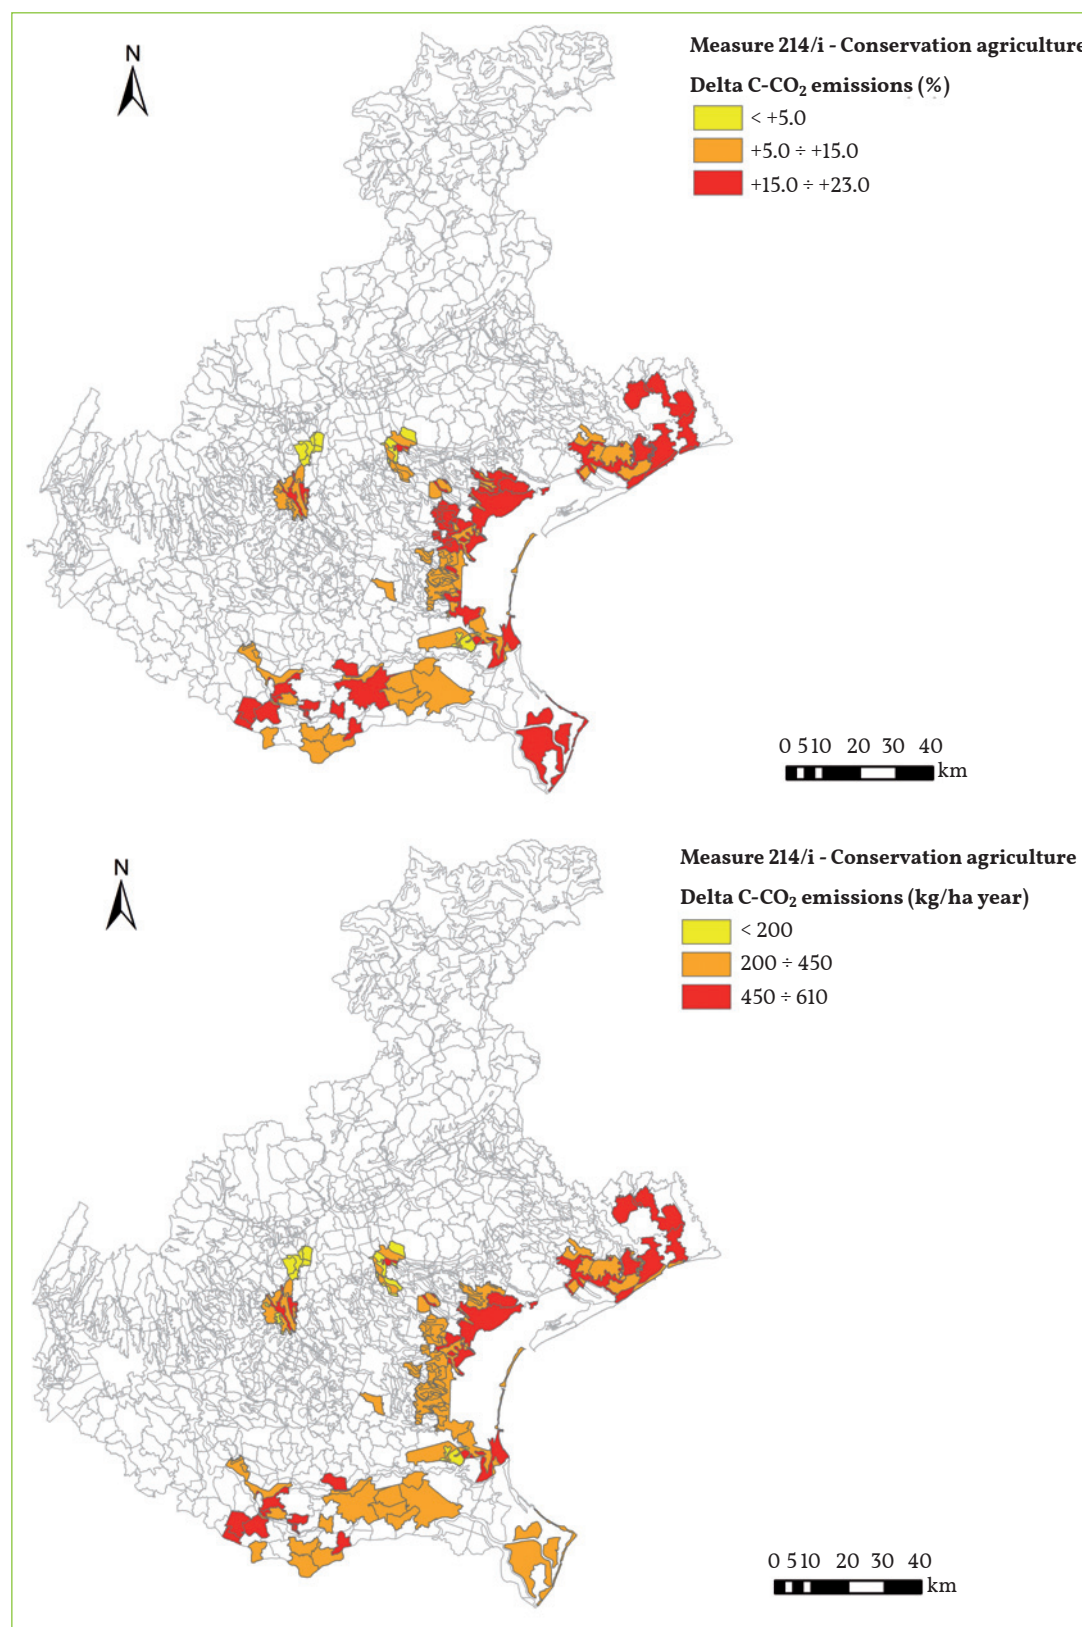 N
Measure 214/i - Conservation agriculture
Delta C-CO₂ emissions (%)
< +5.0
+5.0 ÷ +15.0
+15.0 ÷ +23.0
0 5 10 20 30 40
km
N
Measure 214/i - Conservation agriculture
Delta C-CO₂ emissions (kg/ha year)
< 200
200 ÷ 450
450 ÷ 610
0 5 10 20 30 40
km